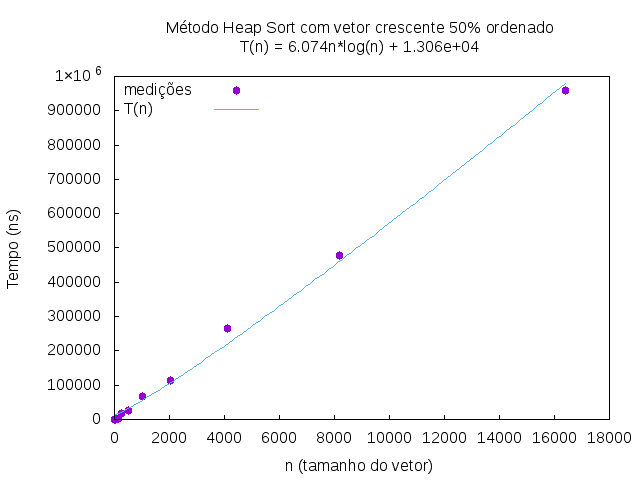 Método Heap Sort com vetor crescente 50% ordenado
T(n) = 6.074n*log(n) + 1.306e+04
1×10 6
900000
800000
700000
600000
500000
400000
300000
200000
100000
0
medições
T(n)
Tempo (ns)
0 2000 4000 6000 8000 10000 12000 14000 16000 18000
n (tamanho do vetor)